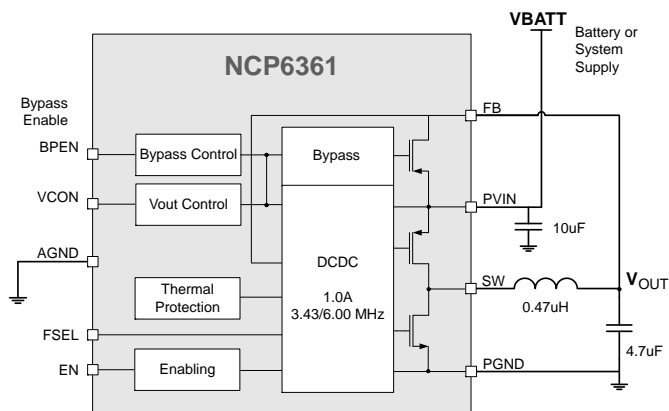 VBATT
Battery or
System
Supply
NCP6361
Bypass
Enable
FB
BPEN
Bypass Control
Bypass
VCON
Vout Control
PVIN
10uF
AGND
DCDC
1.0A
3.43/6.00 MHz
Thermal
Protection
SW
0.47uH
VOUT
FSEL
4.7uF
EN
Enabling
PGND